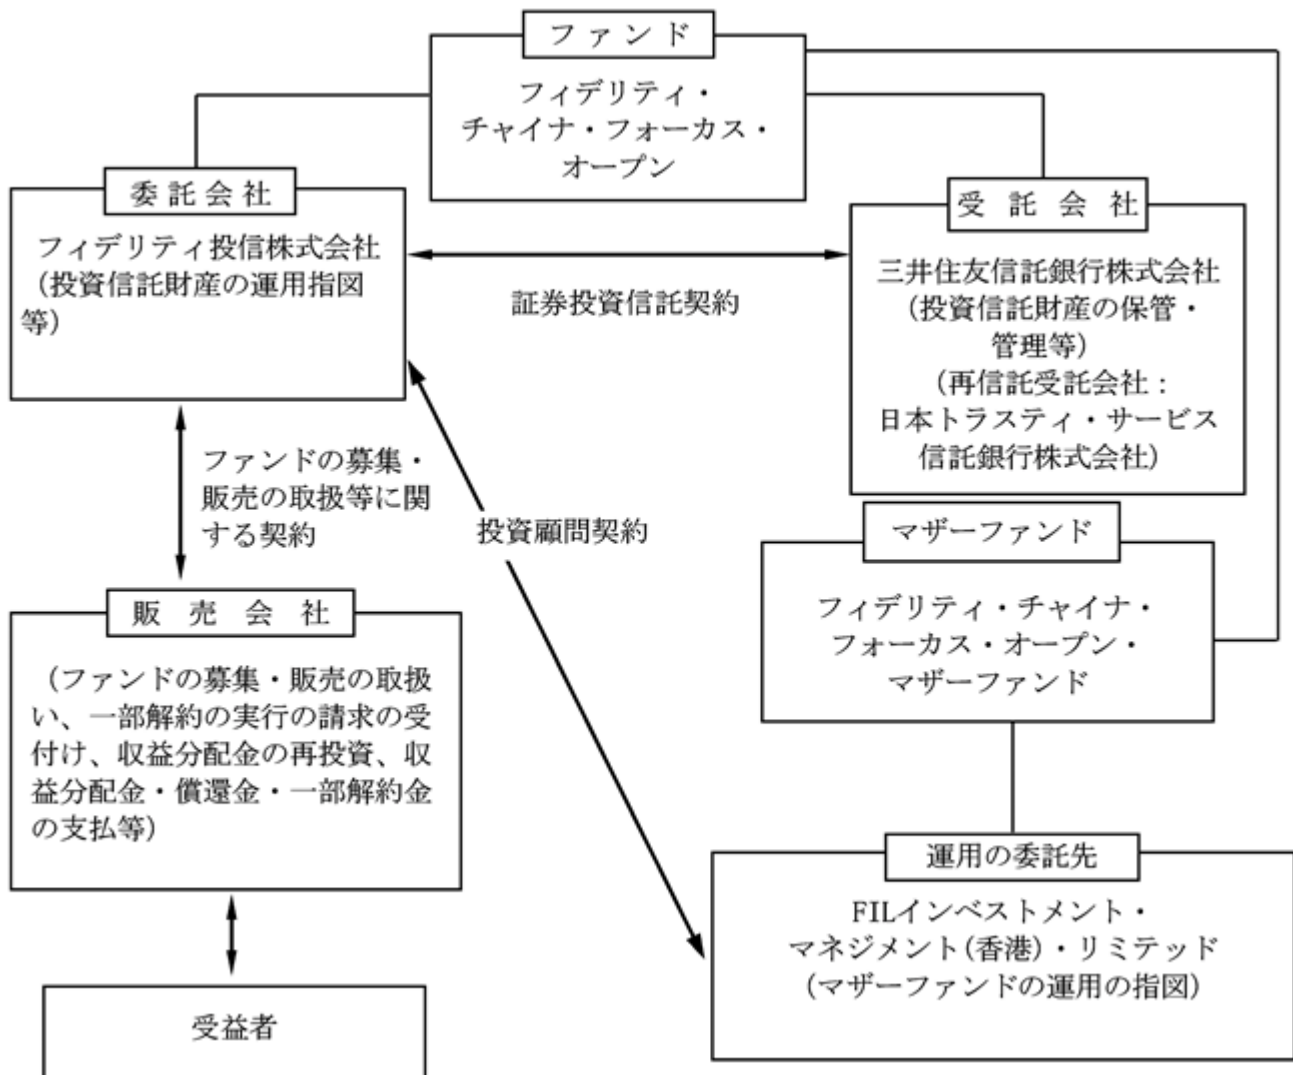 ファンド
フィデリティ・
チャイナ・フォーカス・
オープン
委託会社
フィデリティ投信株式会社
（投資信託財産の運用指図
等）
証券投資信託契約
受託会社
三井住友信託銀行株式会社
（投資信託財産の保管・
管理等）
（再信託受託会社：
日本トラスティ・サービス
信託銀行株式会社）
ファンドの募集・
販売の取扱等に関
する契約
投資顧問契約
マザーファンド
フィデリティ・チャイナ・
フォーカス・オープン・
マザーファンド
販売会社
（ファンドの募集・販売の取扱
い、一部解約の実行の請求の受
付け、収益分配金の再投資、収
益分配金・償還金・一部解約金
の支払等）
運用の委託先
FILインベストメント・
マネジメント(香港)・リミテッド
（マザーファンドの運用の指図）
受益者